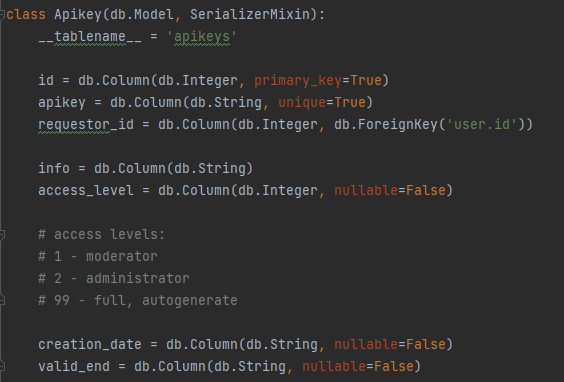 class Apikey(db.Model, SerializerMixin):
__tablename__ = 'apikeys'
id = db.Column(db.Integer, primary_key=True)
apikey = db.Column(db.String, unique=True)
requestor_id = db.Column(db.Integer, db.ForeignKey('user.id'))
info = db.Column(db.String)
access_level = db.Column(db.Integer, nullable=False)
# access levels:
# 1 - moderator
# 2 - administrator
# 99 - full, autogenerate
creation_date = db.Column(db.String, nullable=False)
valid_end = db.Column(db.String, nullable=False)